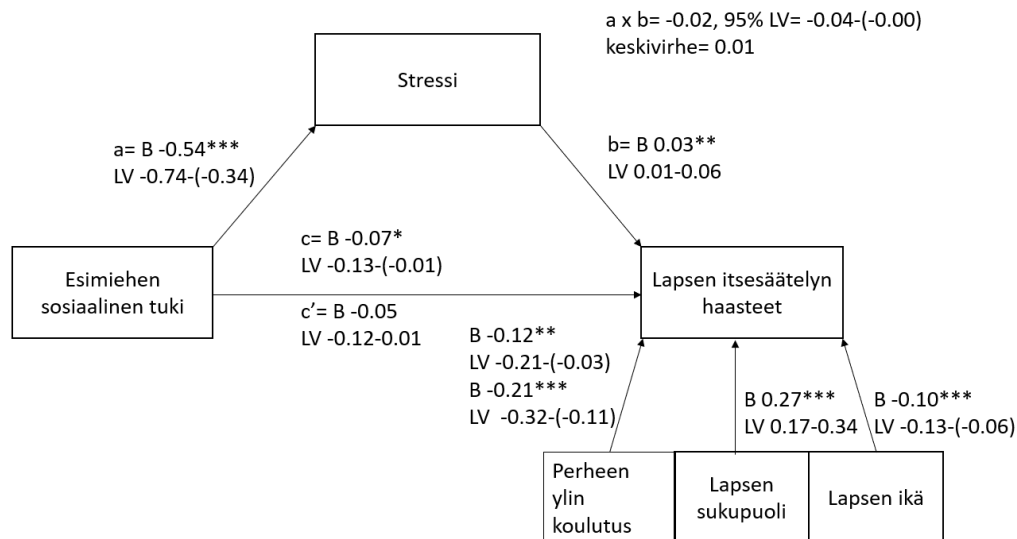 a x b= -0.02, 95% LV= -0.04-(-0.00)
keskivirhe= 0.01
Stressi
a= B -0.54***
LV -0.74-(-0.34)
b= B 0.03**
LV 0.01-0.06
Esimiehen
sosiaalinen tuki
c= B -0.07*
LV -0.13-(-0.01)
c’= B -0.05
LV -0.12-0.01
Lapsen itsesäätelyn
haasteet
B -0.12**
LV -0.21-(-0.03)
B -0.21***
LV  -0.32-(-0.11)
B 0.27***
LV 0.17-0.34
B -0.10***
LV -0.13-(-0.06)
Perheen
ylin
koulutus
Lapsen
sukupuoli
Lapsen ikä